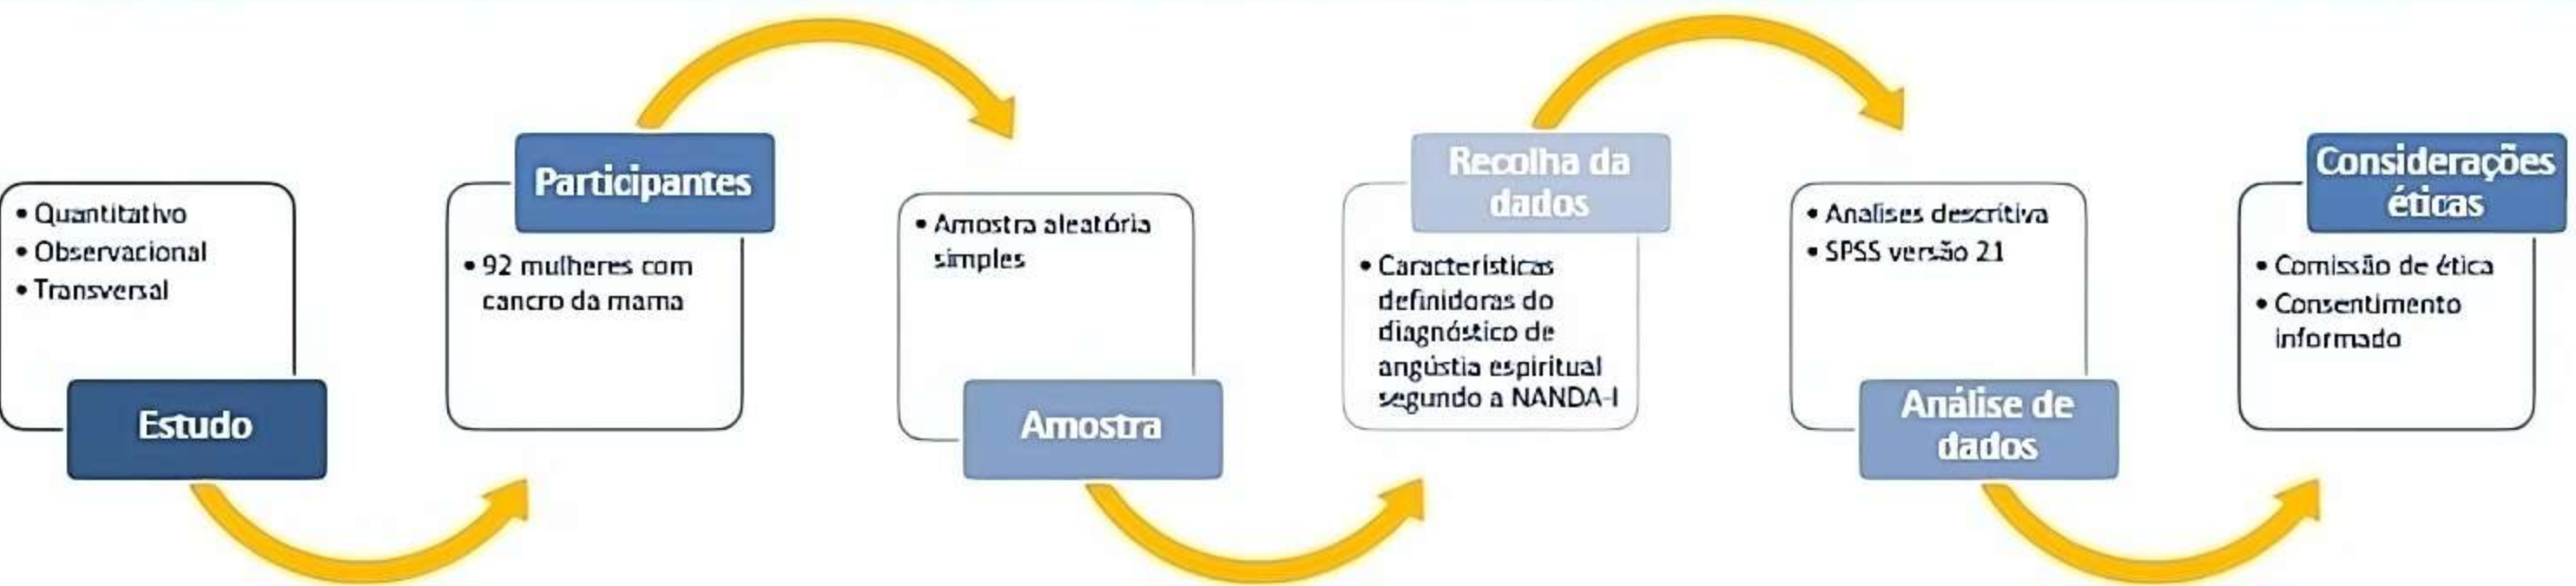 • Quantitativo
• Observacional
• Transversal
Estudo
Participantes
• 92 mulheres com
cancro da mama
• Amostra aleatória
simples
Amostra
Recolha da
dados
• Características
definidoras do
diagnóstico de
angústia espiritual
segundo a NANDA-I
• Analises descritiva
• SPSS versão 21
Análise de
dados
Considerações
éticas
• Comissão de ética
• Consentimento
informado